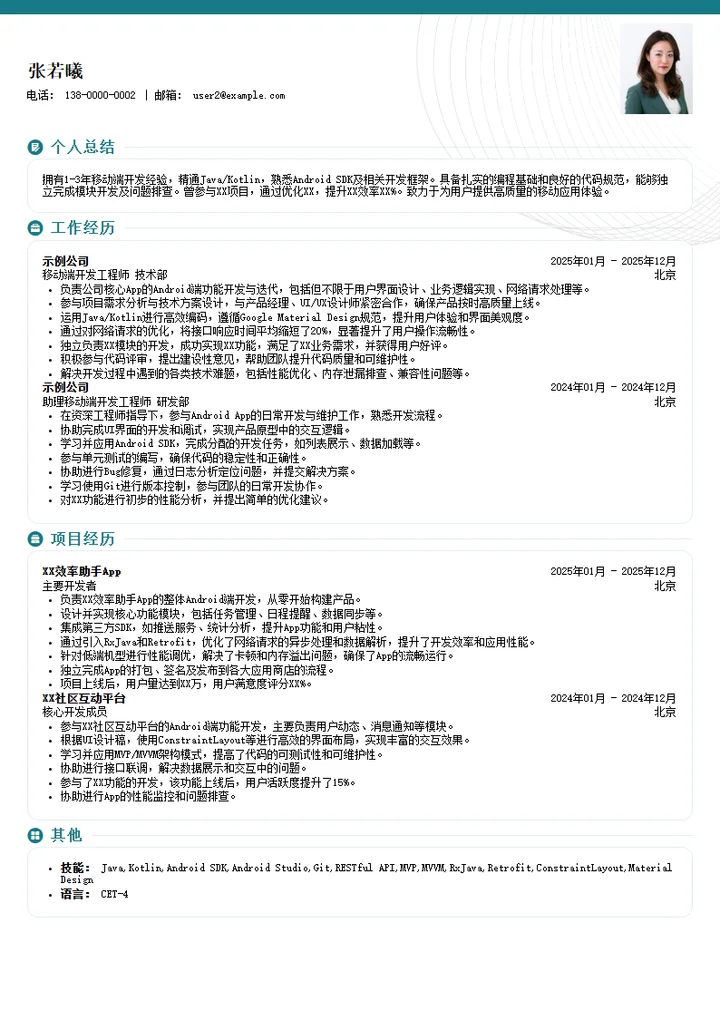 张若曦
电话： 138-0000-0002 | 邮箱： user2@example.com
个人总结
拥有1-3年移动端开发经验，精通Java/Kotlin，熟悉Android SDK及相关开发框架。具备扎实的编程基础和良好的代码规范，能够独
立完成模块开发及问题排查。曾参与XX项目，通过优化XX，提升XX效率XX%。致力于为用户提供高质量的移动应用体验。
工作经历
示例公司 2025年01月 - 2025年12月
移动端开发工程师 技术部 北京
• 负责公司核心App的Android端功能开发与迭代，包括但不限于用户界面设计、业务逻辑实现、网络请求处理等。
• 参与项目需求分析与技术方案设计，与产品经理、UI/UX设计师紧密合作，确保产品按时高质量上线。
• 运用Java/Kotlin进行高效编码，遵循Google Material Design规范，提升用户体验和界面美观度。
• 通过对网络请求的优化，将接口响应时间平均缩短了20%，显著提升了用户操作流畅性。
• 独立负责XX模块的开发，成功实现XX功能，满足了XX业务需求，并获得用户好评。
• 积极参与代码评审，提出建设性意见，帮助团队提升代码质量和可维护性。
• 解决开发过程中遇到的各类技术难题，包括性能优化、内存泄漏排查、兼容性问题等。
示例公司 2024年01月 - 2024年12月
助理移动端开发工程师 研发部 北京
• 在资深工程师指导下，参与Android App的日常开发与维护工作，熟悉开发流程。
• 协助完成UI界面的开发和调试，实现产品原型中的交互逻辑。
• 学习并应用Android SDK，完成分配的开发任务，如列表展示、数据加载等。
• 参与单元测试的编写，确保代码的稳定性和正确性。
• 协助进行Bug修复，通过日志分析定位问题，并提交解决方案。
• 学习使用Git进行版本控制，参与团队的日常开发协作。
• 对XX功能进行初步的性能分析，并提出简单的优化建议。
项目经历
XX效率助手App 2025年01月 - 2025年12月
主要开发者 北京
• 负责XX效率助手App的整体Android端开发，从零开始构建产品。
• 设计并实现核心功能模块，包括任务管理、日程提醒、数据同步等。
• 集成第三方SDK，如推送服务、统计分析，提升App功能和用户粘性。
• 通过引入RxJava和Retrofit，优化了网络请求的异步处理和数据解析，提升了开发效率和应用性能。
• 针对低端机型进行性能调优，解决了卡顿和内存溢出问题，确保了App的流畅运行。
• 独立完成App的打包、签名及发布到各大应用商店的流程。
• 项目上线后，用户量达到XX万，用户满意度评分XX%。
XX社区互动平台 2024年01月 - 2024年12月
核心开发成员 北京
• 参与XX社区互动平台的Android端功能开发，主要负责用户动态、消息通知等模块。
• 根据UI设计稿，使用ConstraintLayout等进行高效的界面布局，实现丰富的交互效果。
• 学习并应用MVP/MVVM架构模式，提高了代码的可测试性和可维护性。
• 协助进行接口联调，解决数据展示和交互中的问题。
• 参与了XX功能的开发，该功能上线后，用户活跃度提升了15%。
• 协助进行App的性能监控和问题排查。
其他
• 技能： Java,Kotlin,Android SDK,Android Studio,Git,RESTful API,MVP,MVVM,RxJava,Retrofit,ConstraintLayout,Material
Design
• 语言： CET-4